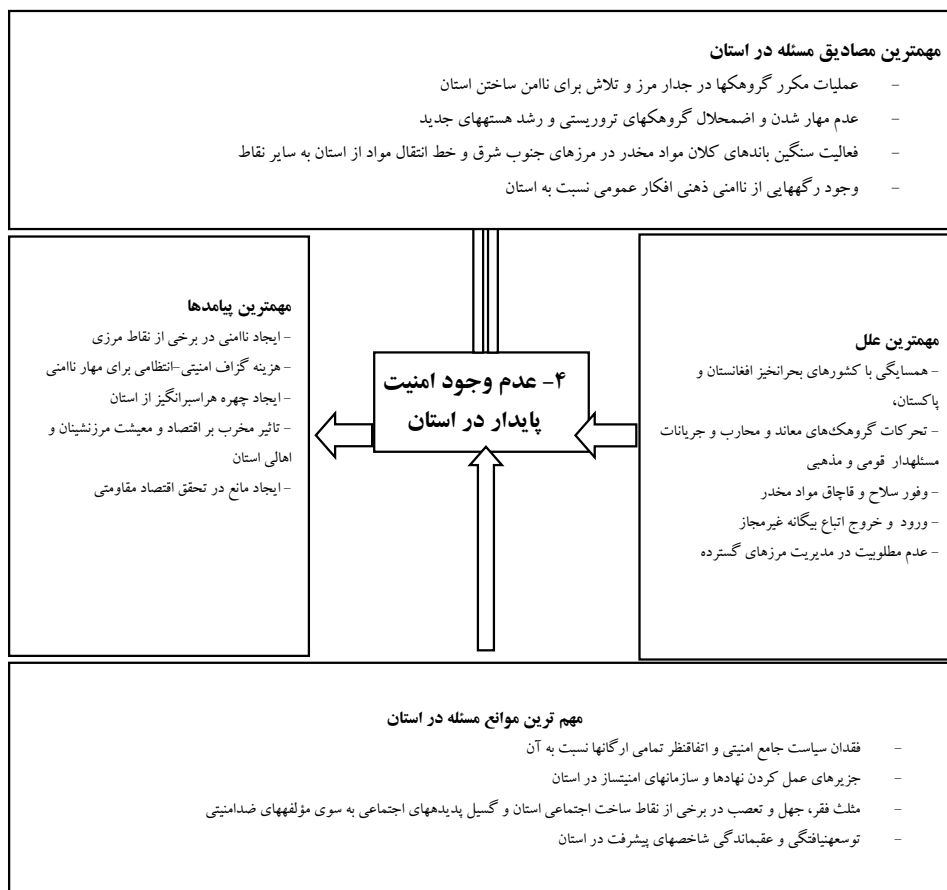 مهمترین مصادیق مسئله در استان
- عملیات مکرر گروهکها در جدار مرز و تلاش برای ناامن ساختن استان
- عدم مهار شدن و اضمحلال گروهکهای تروریستی و رشد هستههای جدید
- فعالیت سنگین باندهای کلان مواد مخدر در مرزهای جنوب شرق و خط انتقال مواد از استان به سایر نقاط
- وجود رگههایی از ناامنی ذهنی افکار عمومی نسبت به استان
مهمترین علل
- همسایگی با کشورهای بحرانخیز افغانستان و
پاکستان،
- تحرکات گروهک‌های معاند و محارب و جریانات
مسئلهدار قومی و مذهبی
- وفور سلاح و قاچاق مواد مخدر
- ورود و خروج اتباع بیگانه غیرمجاز
- عدم مطلوبیت در مدیریت مرزهای گسترده
۴- عدم وجود امنیت
پایدار در استان
مهمترین پیامدها
- ایجاد ناامنی در برخی از نقاط مرزی
- هزینه گزاف امنیتی-انتظامی برای مهار ناامنی
- ایجاد چهره هراسبرانگیز از استان
- تاثیر مخرب بر اقتصاد و معیشت مرزنشینان و
اهالی استان
- ایجاد مانع در تحقق اقتصاد مقاومتی
مهم ترین موانع مسئله در استان
- فقدان سیاست جامع امنیتی و اتفاقنظر تمامی ارگانها نسبت به آن
- جزیرهای عمل کردن نهادها و سازمانهای امنیتساز در استان
- مثلث فقر، جهل و تعصب در برخی از نقاط ساخت اجتماعی استان و گسیل پدیدههای اجتماعی به سوی مؤلفههای ضدامنیتی
- توسعهنیافتگی و عقبماندگی شاخصهای پیشرفت در استان